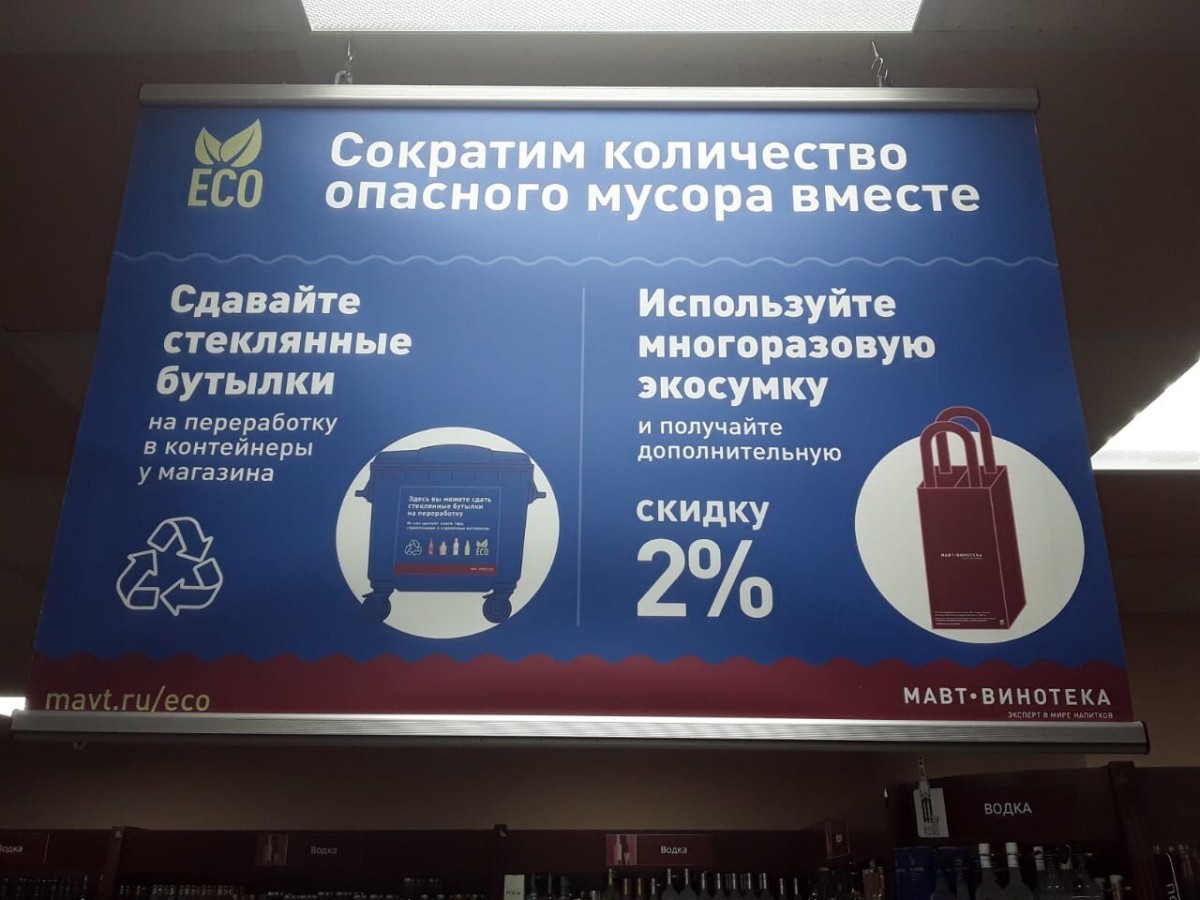 ECO
Сократим количество
опасного мусора вместе
Сдавайте
стеклянные
бутылки
на переработку
в контейнеры
у магазина
Здесь вы можете сдать
стеклянные бутылки
на переработку
ECO
Используйте
многоразовую
экосумку
и получайте
дополнительную
скидку
2%
МАВТ•ВИНОТЕКА
mavt.ru/eco
МАВТ•ВИНОТЕКА
ЭКСПЕРТ В МИРЕ НАПИТКОВ
ВОДКА
Водка
Водка
Водка